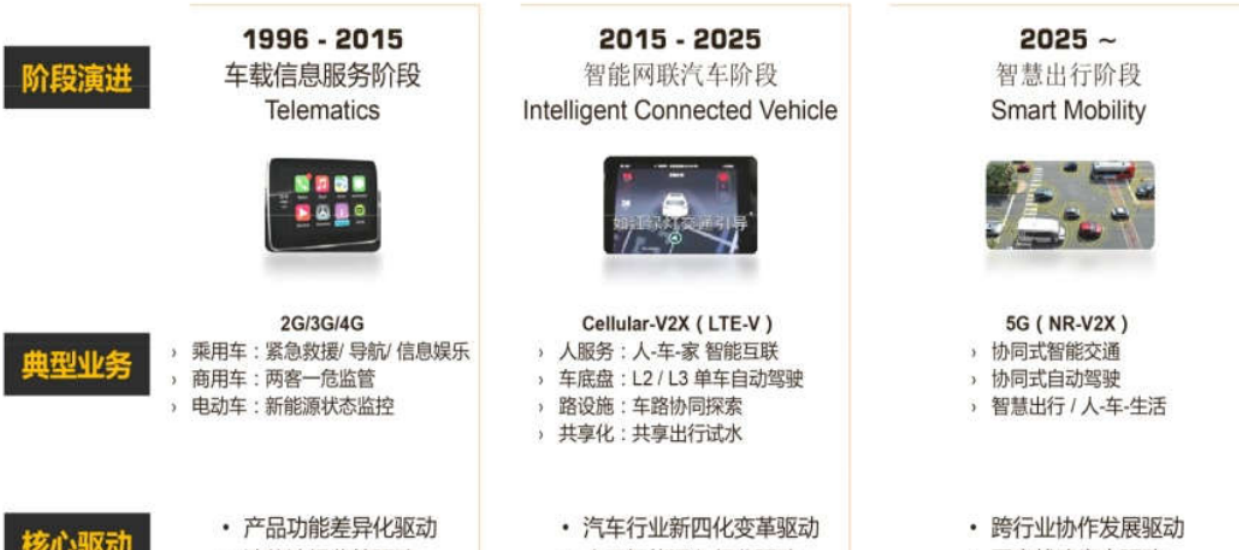 阶段演进
1996 - 2015
车载信息服务阶段
Telematics
2015 - 2025
智能网联汽车阶段
Intelligent Connected Vehicle
2025 ~
智慧出行阶段
Smart Mobility
如红绿灯交通引导
典型业务
2G/3G/4G
› 乘用车：紧急救援/ 导航/ 信息娱乐
› 商用车：两客一危监管
› 电动车：新能源状态监控
Cellular-V2X ( LTE-V )
› 人服务：人-车-家 智能互联
› 车底盘：L2 / L3 单车自动驾驶
› 路设施：车路协同探索
› 共享化：共享出行试水
5G ( NR-V2X )
› 协同式智能交通
› 协同式自动驾驶
› 智慧出行 / 人-车-生活
核心驱动
• 产品功能差异化驱动
• 汽车行业新四化变革驱动
• 跨行业协作发展驱动